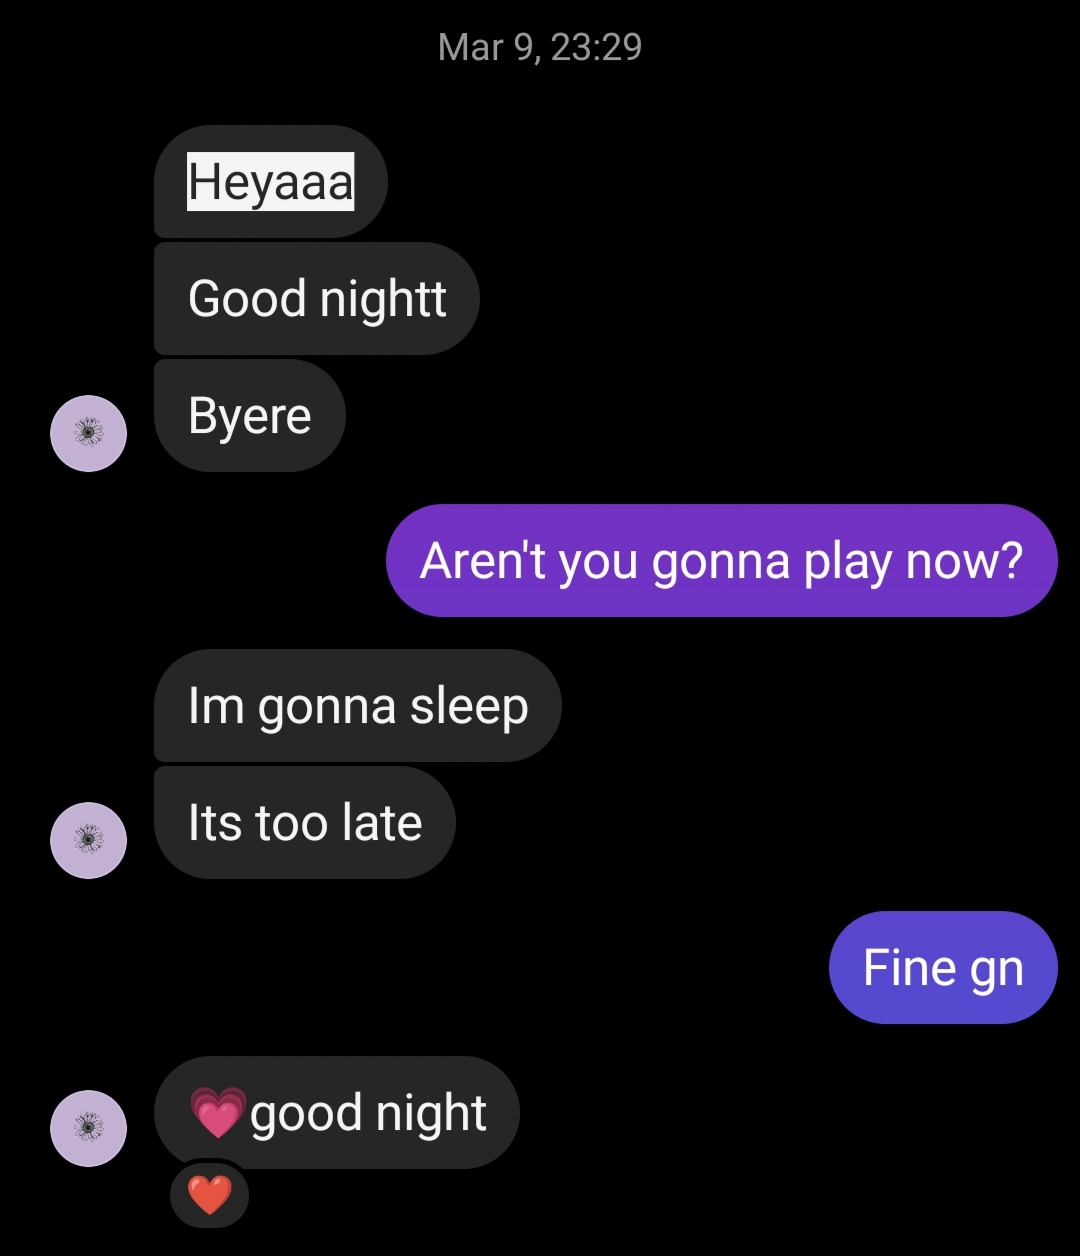 Mar 9, 23:29
Heyaaa
Good nightt
Byere
Aren't you gonna play now?
Im gonna sleep
Its too late
Fine gn
💗good night
❤️